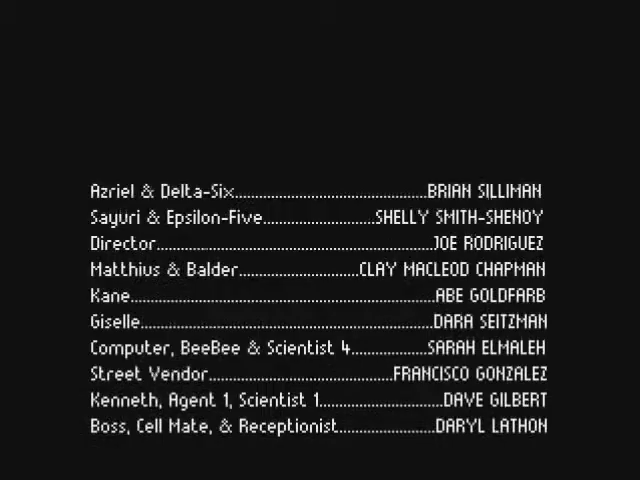 Azriel & Delta-Six..................................................BRIAN SILLIMAN
Sayuri & Epsilon-Five.............................SHELLY SMITH-SHENOY
Director........................................................................JOE RODRIGUEZ
Matthius & Balder...............................CLAY MACLEOD CHAPMAN
Kane...............................................................................ABE GOLDFARB
Giselle...........................................................................DARA SEITZMAN
Computer, BeeBee & Scientist 4....................SARAH ELMALEH
Street Vendor................................................FRANCISCO GONZALEZ
Kenneth, Agent 1, Scientist 1................................DAVE GILBERT
Boss, Cell Mate, & Receptionist.........................DARYL LATHON